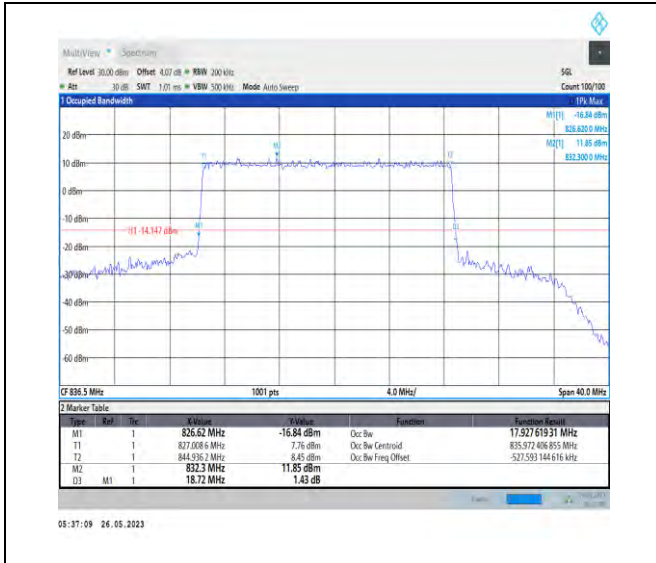 MultiView Spectrum
Ref Level 30.00 dBm Offset 4.07 dB RBW 200 kHz SGL
Att 30 dB SWT 1.01 ms VBW 500 kHz Mode Auto Sweep Count 100/100
1 Occupied Bandwidth 1Pk Max
M1[1] -16.84 dBm
826.620 0 MHz
M2[1] 11.85 dBm
832.300 0 MHz
20 dBm
10 dBm
0 dBm
-10 dBm
H1 -14.147 dBm
-20 dBm
-30 dBm
-40 dBm
-50 dBm
-60 dBm
T1 M2 T2
M1 D3
CF 836.5 MHz 1001 pts 4.0 MHz/ Span 40.0 MHz
2 Marker Table
Type Ref Trc X-Value Y-Value Function Function Result
M1 1 826.62 MHz -16.84 dBm Occ Bw 17.927 619 31 MHz
T1 1 827.008 6 MHz 7.76 dBm Occ Bw Centroid 835.972 406 855 MHz
T2 1 844.936 2 MHz 8.45 dBm Occ Bw Freq Offset -527.593 144 616 kHz
M2 1 832.3 MHz 11.85 dBm
D3 M1 1 18.72 MHz 1.43 dB
05:37:09 26.05.2023